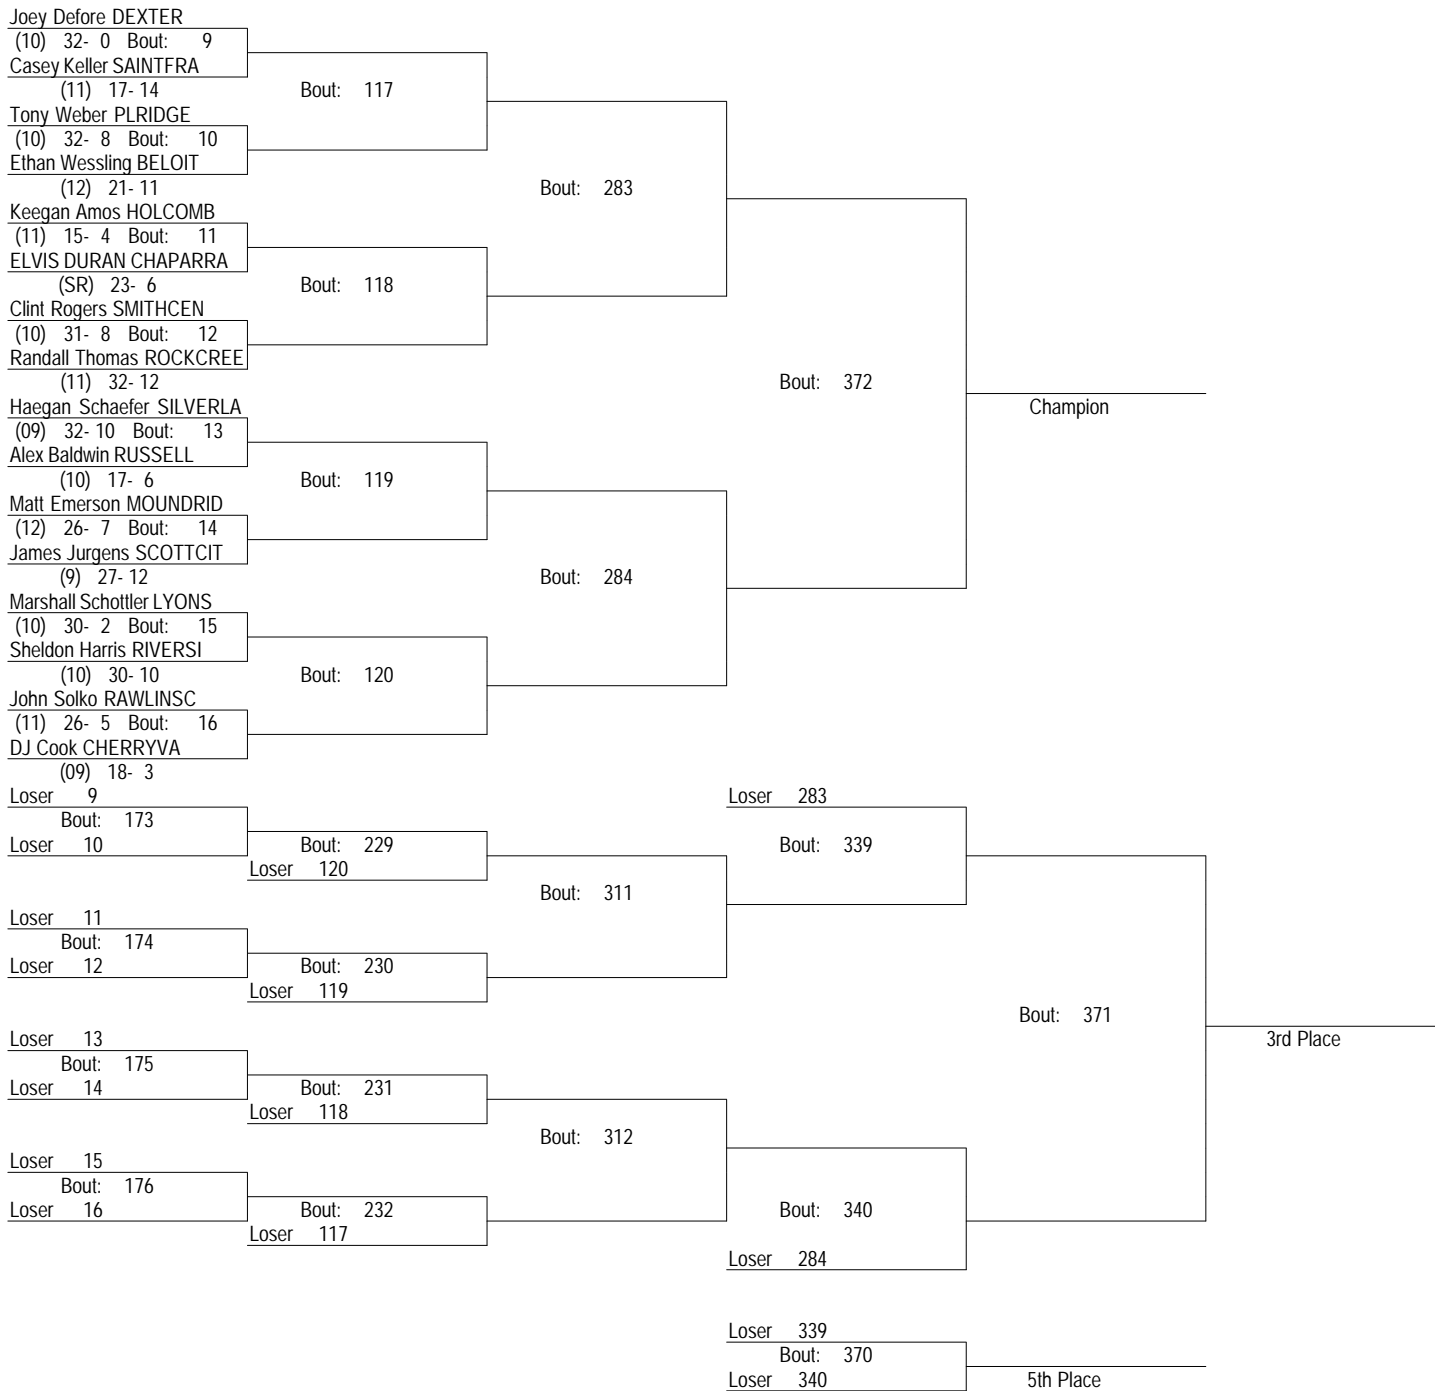 Joey Defore DEXTER
(10) 32- 0 Bout: 9
Casey Keller SAINTFRA
(11) 17- 14 Bout: 117
Tony Weber PLRIDGE
(10) 32- 8 Bout: 10
Ethan Wessling BELOIT
(12) 21- 11 Bout: 283
Keegan Amos HOLCOMB
(11) 15- 4 Bout: 11
ELVIS DURAN CHAPARRA
(SR) 23- 6 Bout: 118
Clint Rogers SMITHCEN
(10) 31- 8 Bout: 12
Randall Thomas ROCKCREE
(11) 32- 12 Bout: 372
Haegan Schaefer SILVERLA Champion
(09) 32- 10 Bout: 13
Alex Baldwin RUSSELL
(10) 17- 6 Bout: 119
Matt Emerson MOUNDRID
(12) 26- 7 Bout: 14
James Jurgens SCOTTCIT
(9) 27- 12 Bout: 284
Marshall Schottler LYONS
(10) 30- 2 Bout: 15
Sheldon Harris RIVERSI
(10) 30- 10 Bout: 120
John Solko RAWLINSC
(11) 26- 5 Bout: 16
DJ Cook CHERRYVA
(09) 18- 3
Loser 9 Loser 283
Bout: 173
Loser 10 Bout: 229 Bout: 339
Loser 120
Bout: 311
Loser 11
Bout: 174
Loser 12 Bout: 230
Loser 119
Bout: 371
Loser 13 3rd Place
Bout: 175
Loser 14 Bout: 231
Loser 118
Bout: 312
Loser 15
Bout: 176
Loser 16 Bout: 232 Bout: 340
Loser 117
Loser 284
Loser 339
Bout: 370
Loser 340 5th Place